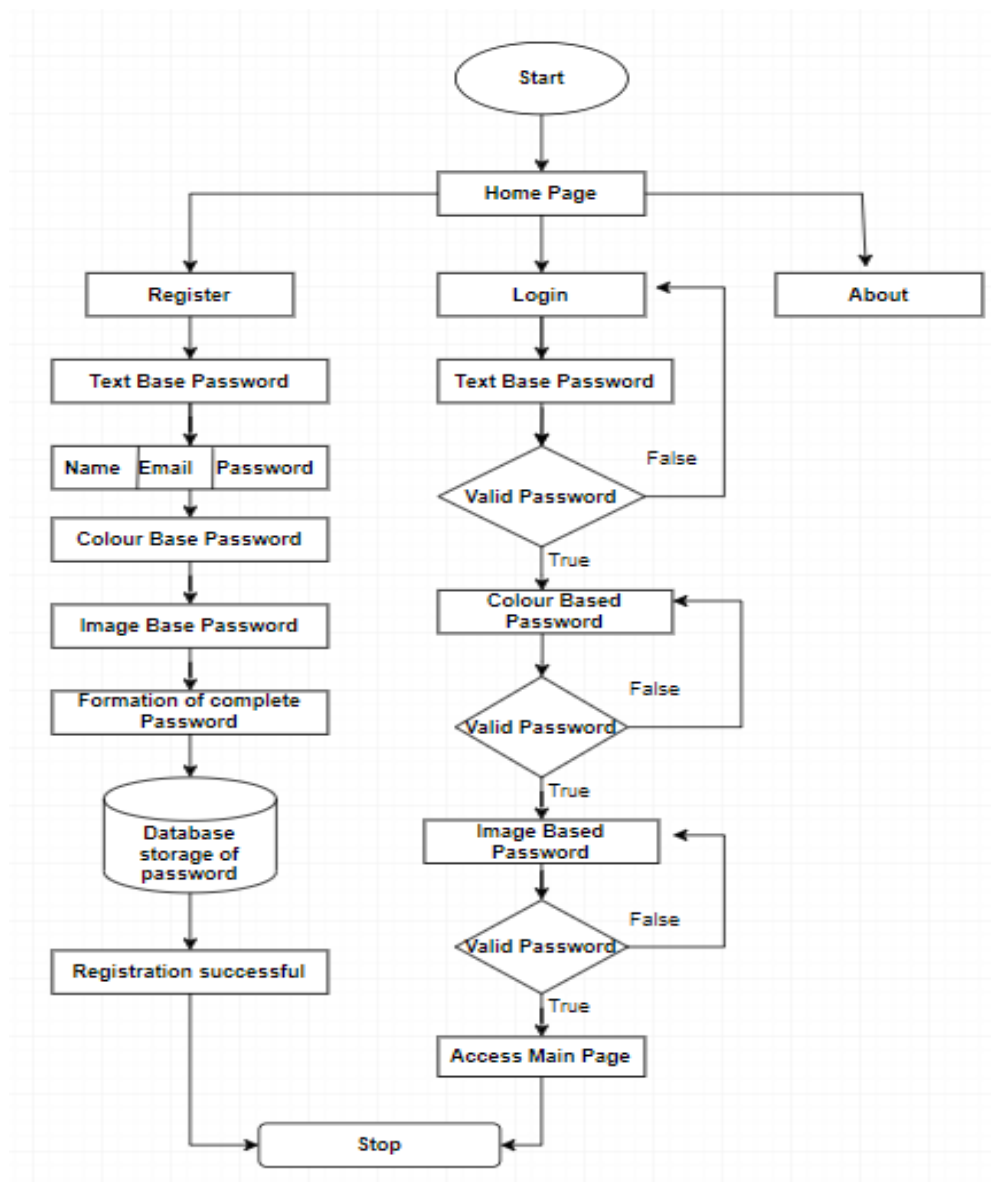 Start
Home Page
Register
Login
About
Text Base Password
Text Base Password
Name Email Password
False
Valid Password
Colour Base Password
True
Colour Based
Password
Image Base Password
False
Formation of complete
Password
Valid Password
True
Database
storage of
password
Image Based
Password
False
Valid Password
Registration successful
True
Access Main Page
Stop